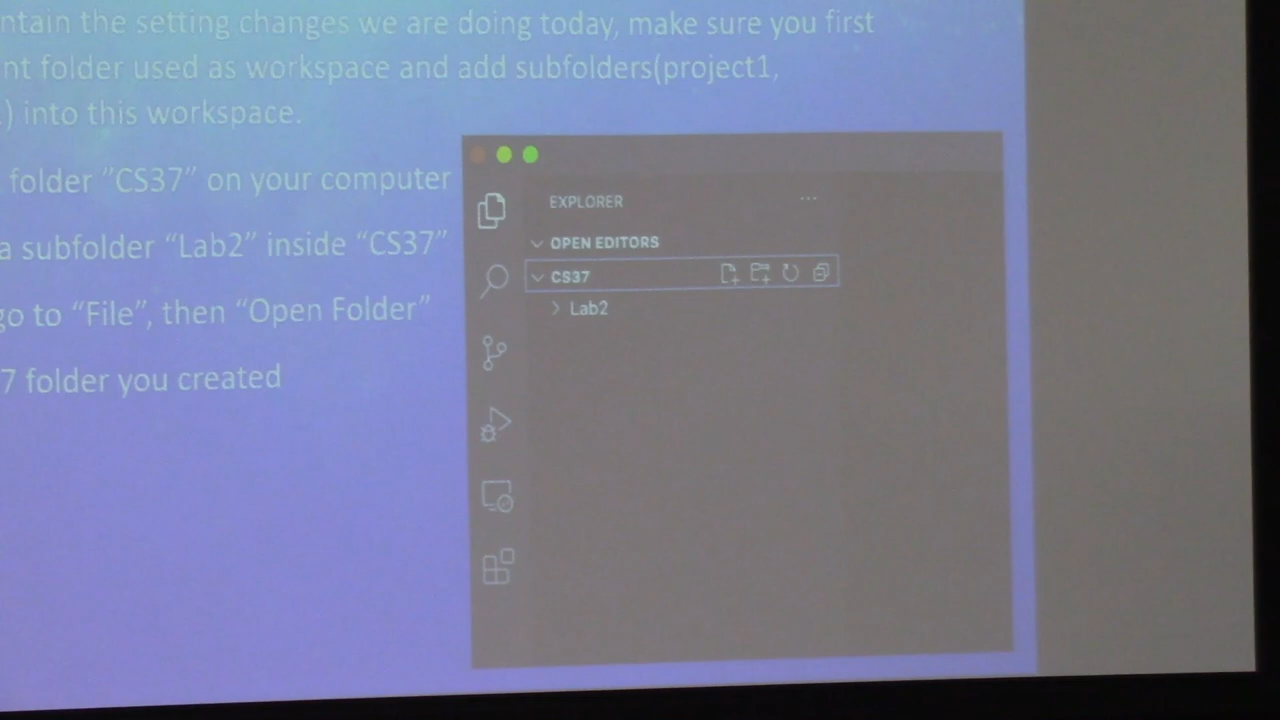 ntain the setting changes we are doing today, make sure you first
nt folder used as workspace and add subfolders(project1,
) into this workspace.
folder ”CS37” on your computer
a subfolder “Lab2” inside “CS37”
go to “File”, then “Open Folder”
7 folder you created
EXPLORER
OPEN EDITORS
CS37
Lab2